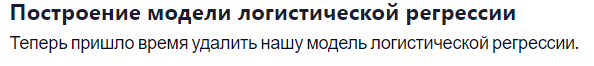 Построение модели логистической регрессии
Теперь пришло время удалить нашу модель логистической регрессии.